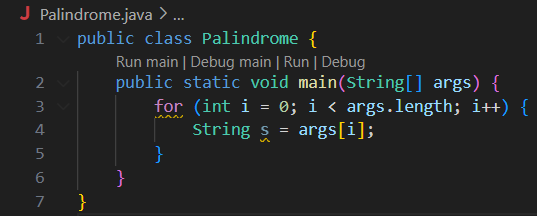 J Palindrome.java > ...
1 public class Palindrome {
Run main | Debug main | Run | Debug
2 public static void main(String[] args) {
3 for (int i = 0; i < args.length; i++) {
4 String s = args[i];
5 }
6 }
7 }